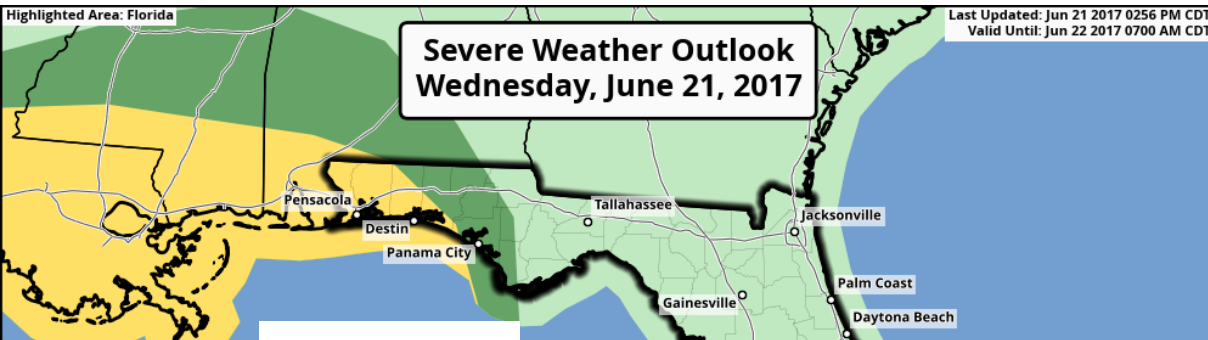 Highlighted Area: Florida
Last Updated: Jun 21 2017 0256 PM CDT
Valid Until: Jun 22 2017 0700 AM CDT
Severe Weather Outlook
Wednesday, June 21, 2017
Pensacola
Tallahassee
Destin
Jacksonville
Panama City
Palm Coast
Gainesville
Daytona Beach